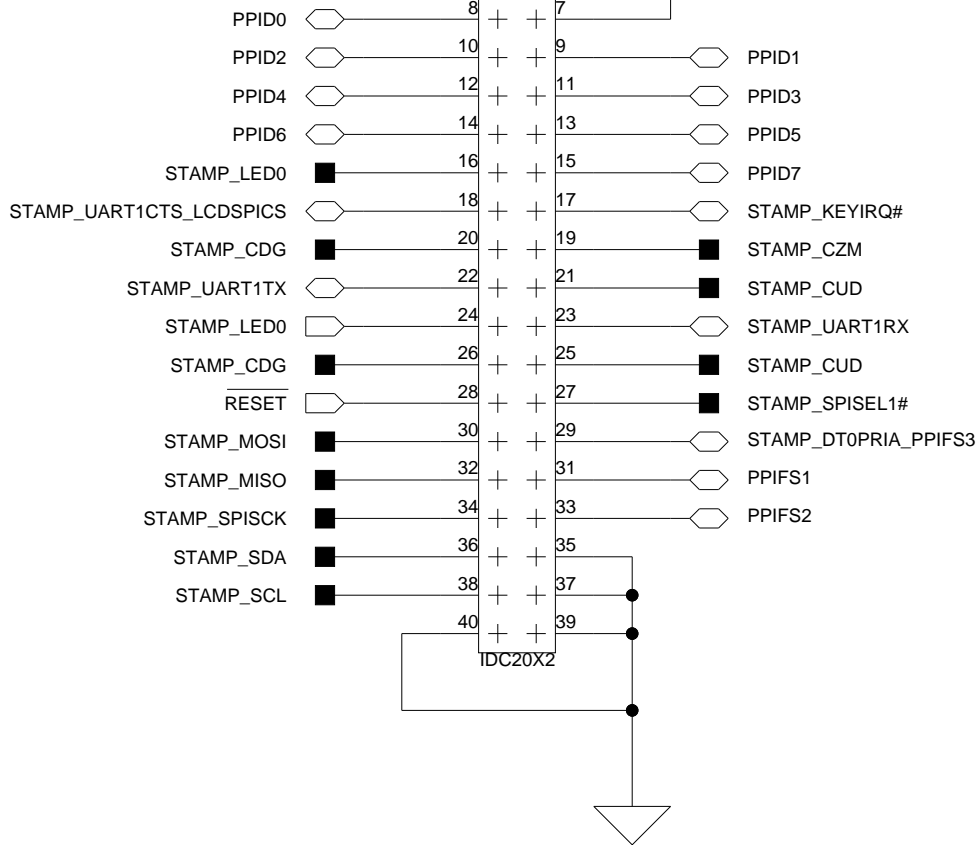 PPID0 8 7
PPID2 10 9 PPID1
PPID4 12 11 PPID3
PPID6 14 13 PPID5
STAMP_LED0 16 15 PPID7
STAMP_UART1CTS_LCDSPICS 18 17 STAMP_KEYIRQ#
STAMP_CDG 20 19 STAMP_CZM
STAMP_UART1TX 22 21 STAMP_CUD
STAMP_LED0 24 23 STAMP_UART1RX
STAMP_CDG 26 25 STAMP_CUD
RESET 28 27 STAMP_SPISEL1#
STAMP_MOSI 30 29 STAMP_DT0PRIA_PPIFS3
STAMP_MISO 32 31 PPIFS1
STAMP_SPISCK 34 33 PPIFS2
STAMP_SDA 36 35
STAMP_SCL 38 37
40 39
IDC20X2